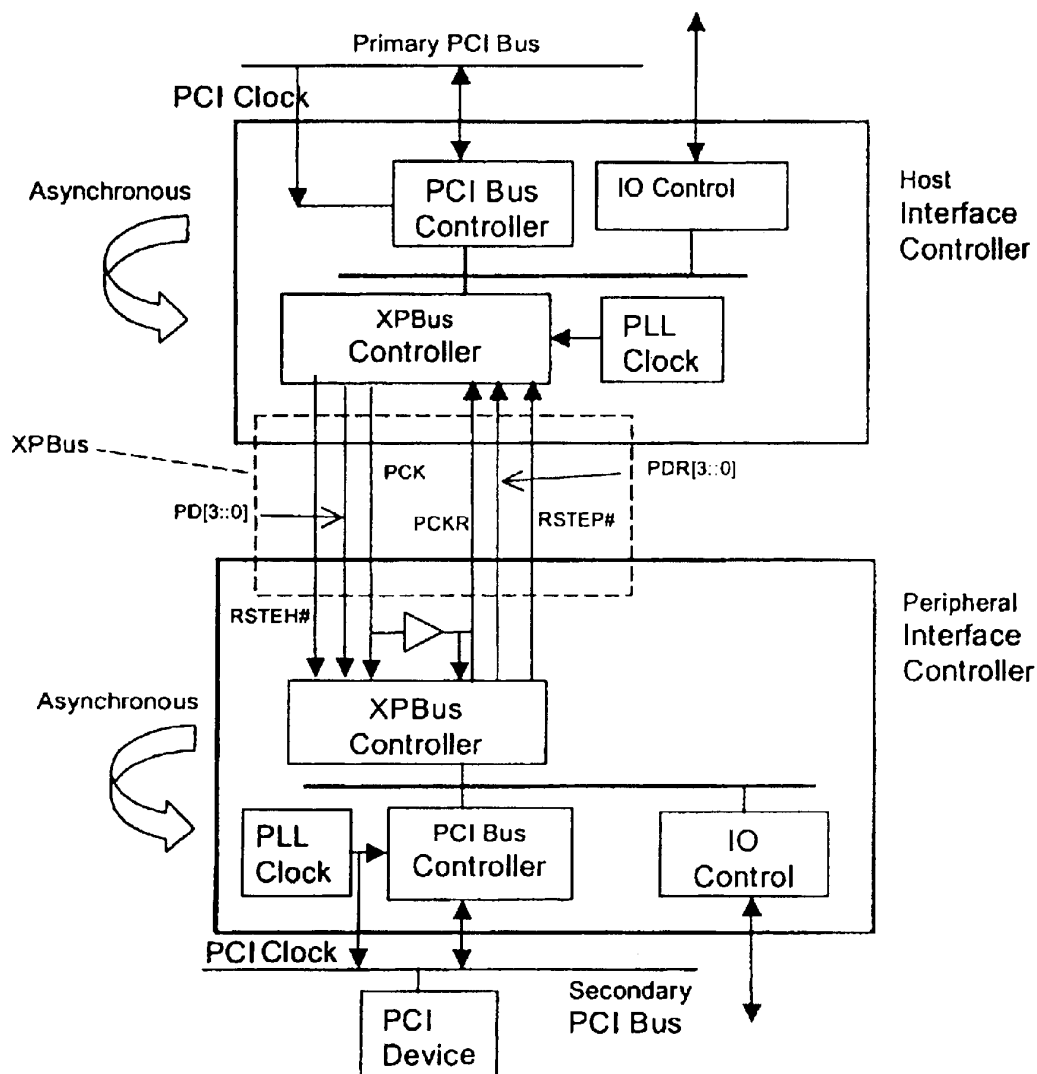 Primary PCI Bus
PCI Clock
Asynchronous
PCI Bus
Controller
IO Control
Host
Interface
Controller
XPBus
Controller
PLL
Clock
XPBus
PCK
PDR[3::0]
PD[3::0]
PCKR
RSTEP#
RSTEH#
Peripheral
Interface
Controller
Asynchronous
XPBus
Controller
PLL
Clock
PCI Bus
Controller
IO
Control
PCI Clock
Secondary
PCI Bus
PCI
Device